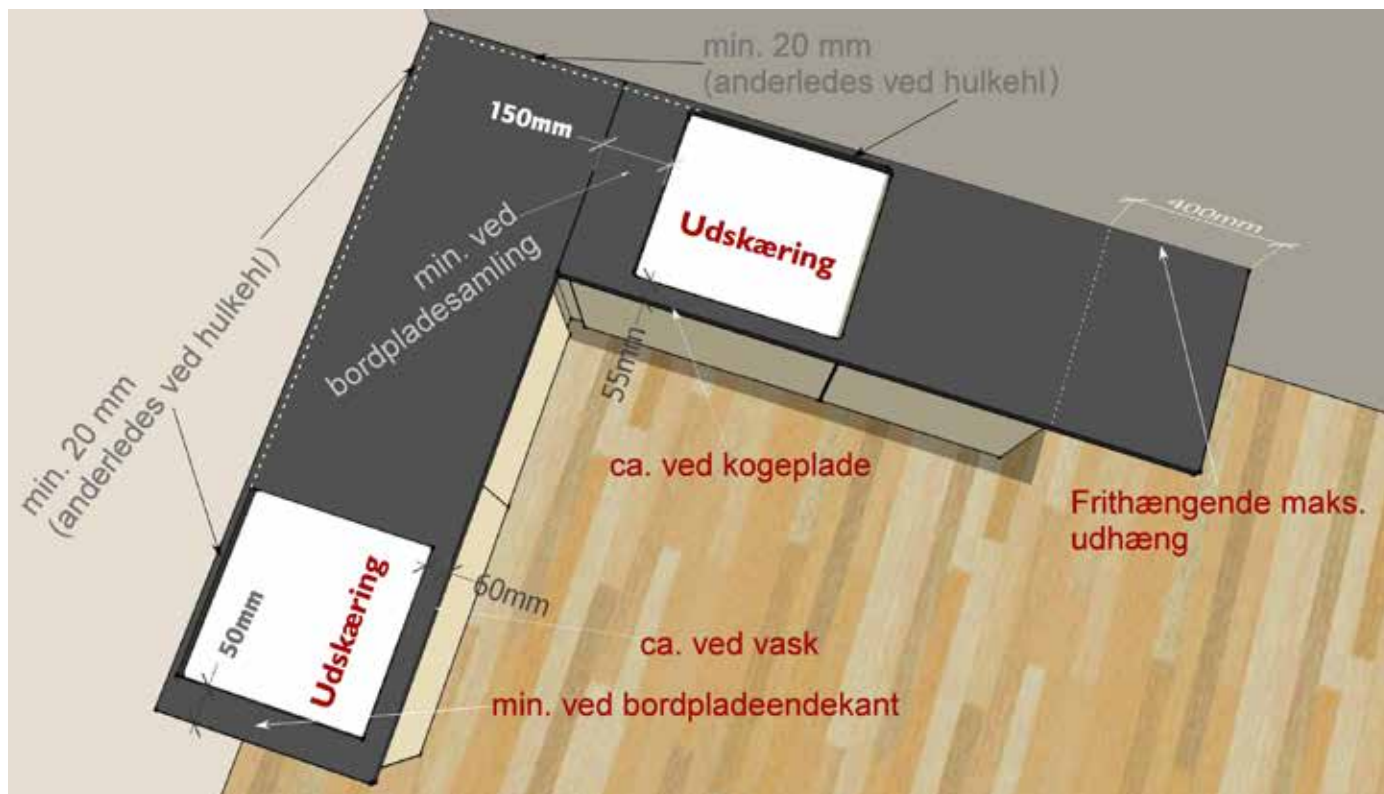 min. 20 mm
(anderledes ved hulkehl)
150mm
400mm
Udskæring
min. ved
bordpladesamling
55mm
min. 20 mm
(anderledes ved hulkehl)
ca. ved kogeplade
Frithængende maks.
udhæng
Udskæring
60mm
50mm
ca. ved vask
min. ved bordpladeendekant